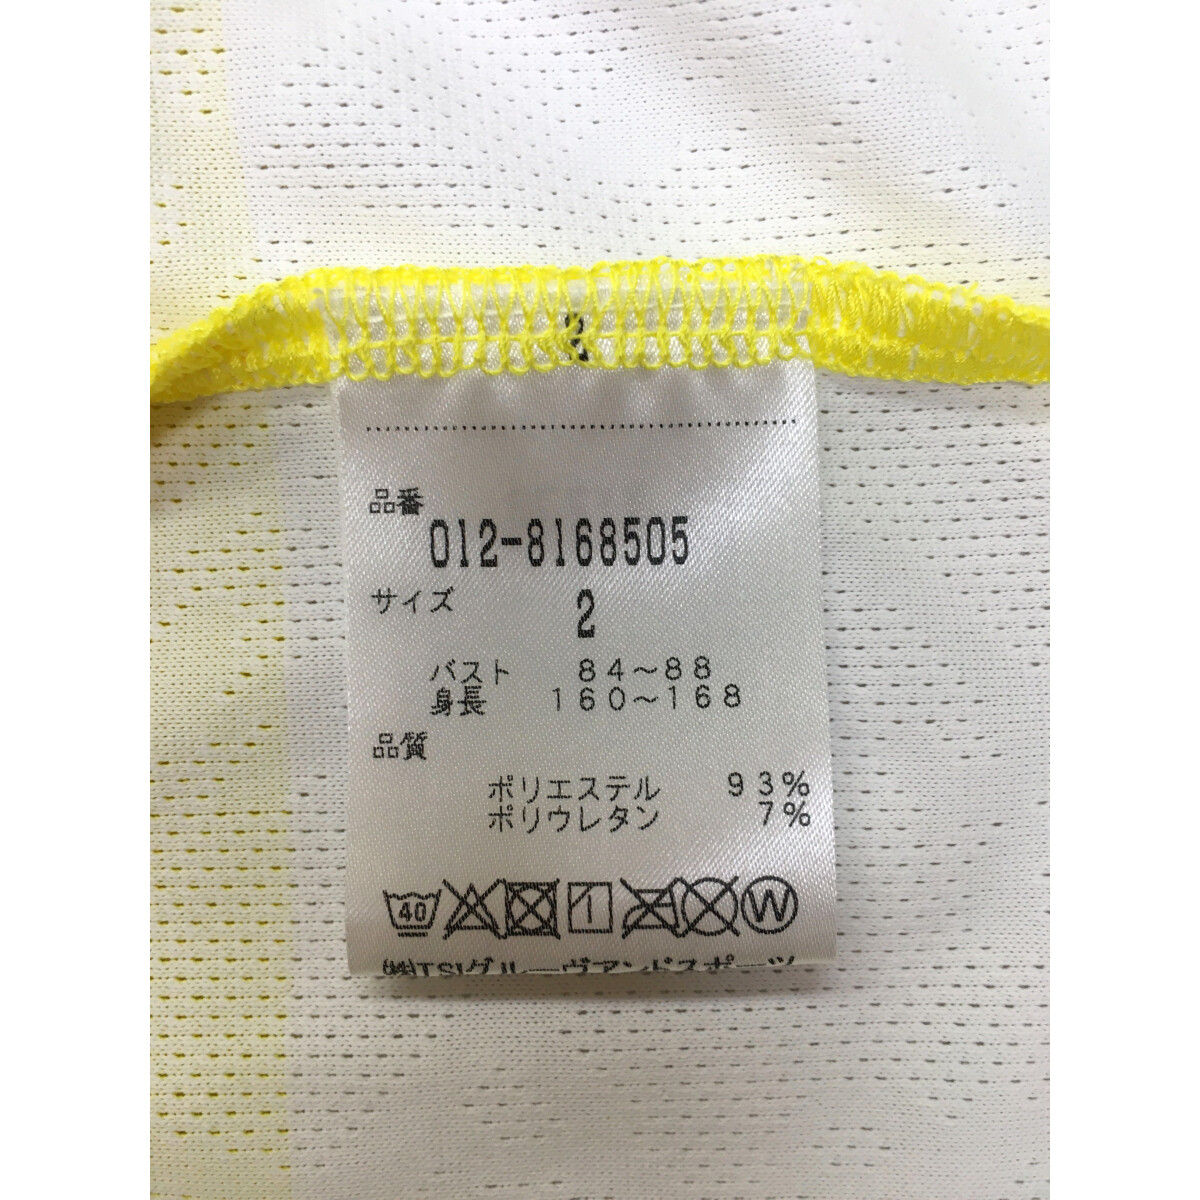 品番
012-8168505
サイズ 2
バスト 84～88
身長 160～168
品質
ポリエステル 93%
ポリウレタン 7%
40 W
㈱TSIグルーヴアンドスポーツ